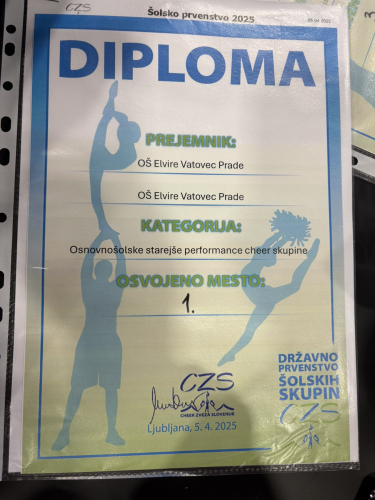 CZS
Šolsko prvenstvo 2025
DIPLOMA
PREJEMNIK:
OŠ Elvire Vatovec Prade
OŠ Elvire Vatovec Prade
KATEGORIJA:
Osnovnošolske starejše performance cheer skupine
OSVOJENO MESTO:
1.
DRŽAVNO
PRVENSTVO
ŠOLSKIH
SKUPIN
CZS
CZS
CHEER ZVEZA SLOVENIJE
Ljubljana, 5. 4. 2025